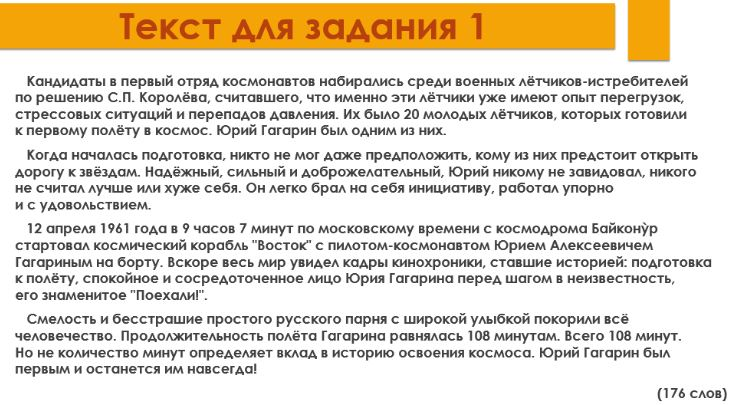 Текст для задания 1
Кандидаты в первый отряд космонавтов набирались среди военных лётчиков-истребителей
по решению С.П. Королёва, считавшего, что именно эти лётчики уже имеют опыт перегрузок,
стрессовых ситуаций и перепадов давления. Их было 20 молодых лётчиков, которых готовили
к первому полёту в космос. Юрий Гагарин был одним из них.
Когда началась подготовка, никто не мог даже предположить, кому из них предстоит открыть
дорогу к звёздам. Надёжный, сильный и доброжелательный, Юрий никому не завидовал, никого
не считал лучше или хуже себя. Он легко брал на себя инициативу, работал упорно
и с удовольствием.
12 апреля 1961 года в 9 часов 7 минут по московскому времени с космодрома Байкону̀р
стартовал космический корабль "Восток" с пилотом-космонавтом Юрием Алексеевичем
Гагариным на борту. Вскоре весь мир увидел кадры кинохроники, ставшие историей: подготовка
к полёту, спокойное и сосредоточенное лицо Юрия Гагарина перед шагом в неизвестность,
его знаменитое "Поехали!".
Смелость и бесстрашие простого русского парня с широкой улыбкой покорили всё
человечество. Продолжительность полёта Гагарина равнялась 108 минутам. Всего 108 минут.
Но не количество минут определяет вклад в историю освоения космоса. Юрий Гагарин был
первым и останется им навсегда!
(176 слов)